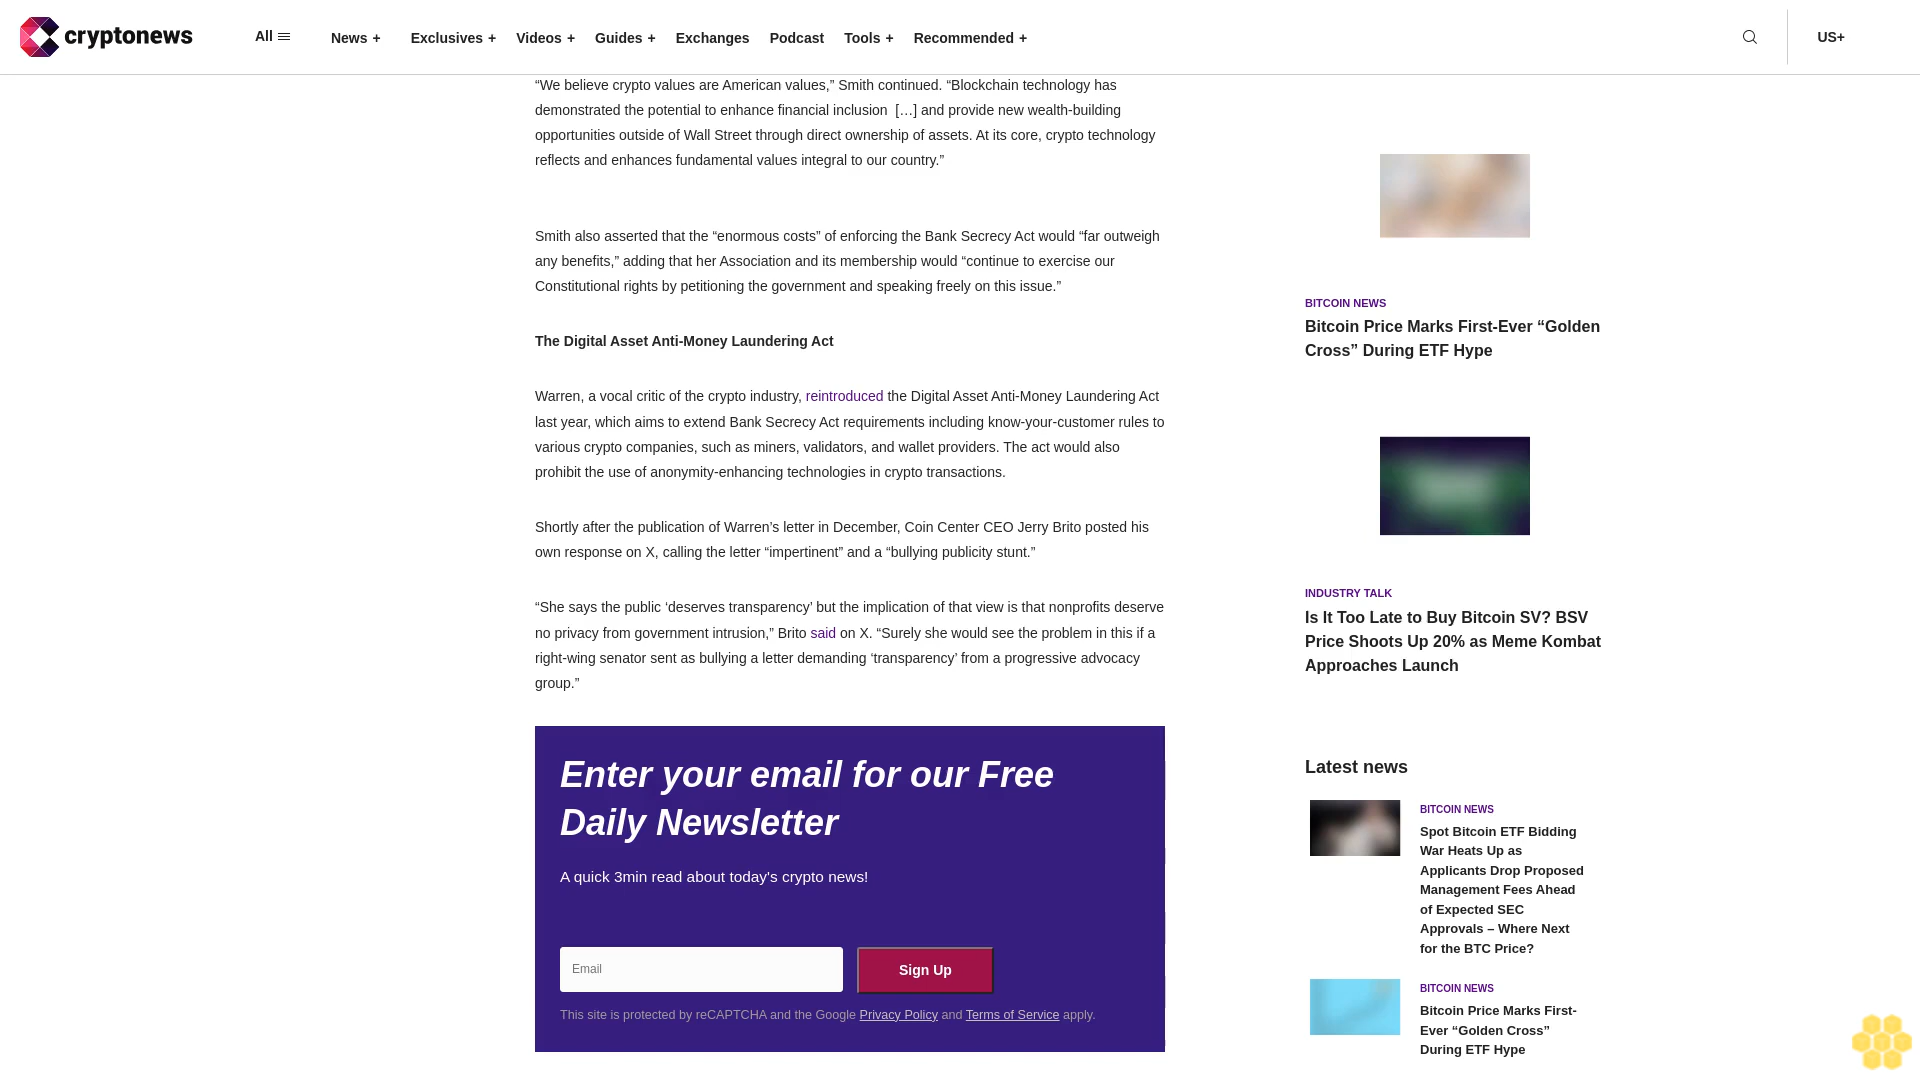 cryptonews
All
News +
Exclusives +
Videos +
Guides +
Exchanges
Podcast
Tools +
Recommended +
US+
“We believe crypto values are American values,” Smith continued. “Blockchain technology has
demonstrated the potential to enhance financial inclusion  […] and provide new wealth-building
opportunities outside of Wall Street through direct ownership of assets. At its core, crypto technology
reflects and enhances fundamental values integral to our country.”
Smith also asserted that the “enormous costs” of enforcing the Bank Secrecy Act would “far outweigh
any benefits,” adding that her Association and its membership would “continue to exercise our
Constitutional rights by petitioning the government and speaking freely on this issue.”
The Digital Asset Anti-Money Laundering Act
Warren, a vocal critic of the crypto industry, reintroduced the Digital Asset Anti-Money Laundering Act
last year, which aims to extend Bank Secrecy Act requirements including know-your-customer rules to
various crypto companies, such as miners, validators, and wallet providers. The act would also
prohibit the use of anonymity-enhancing technologies in crypto transactions.
Shortly after the publication of Warren’s letter in December, Coin Center CEO Jerry Brito posted his
own response on X, calling the letter “impertinent” and a “bullying publicity stunt.”
“She says the public ‘deserves transparency’ but the implication of that view is that nonprofits deserve
no privacy from government intrusion,” Brito said on X. “Surely she would see the problem in this if a
right-wing senator sent as bullying a letter demanding ‘transparency’ from a progressive advocacy
group.”
Enter your email for our Free
Daily Newsletter
A quick 3min read about today's crypto news!
Email
Sign Up
This site is protected by reCAPTCHA and the Google Privacy Policy and Terms of Service apply.
BITCOIN NEWS
Bitcoin Price Marks First-Ever “Golden
Cross” During ETF Hype
INDUSTRY TALK
Is It Too Late to Buy Bitcoin SV? BSV
Price Shoots Up 20% as Meme Kombat
Approaches Launch
Latest news
BITCOIN NEWS
Spot Bitcoin ETF Bidding
War Heats Up as
Applicants Drop Proposed
Management Fees Ahead
of Expected SEC
Approvals – Where Next
for the BTC Price?
BITCOIN NEWS
Bitcoin Price Marks First-
Ever “Golden Cross”
During ETF Hype